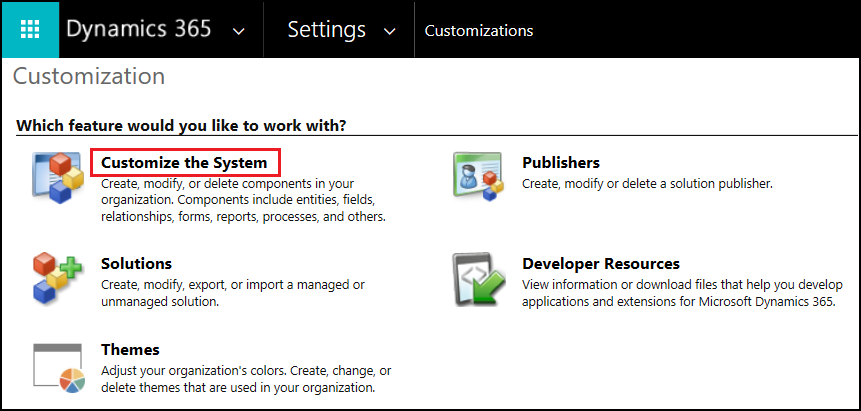 Dynamics 365
Settings
Customizations
Customization
Which feature would you like to work with?
Customize the System
Create, modify, or delete components in your
organization. Components include entities, fields,
relationships, forms, reports, processes, and others.
Publishers
Create, modify or delete a solution publisher.
Solutions
Create, modify, export, or import a managed or
unmanaged solution.
Developer Resources
View information or download files that help you develop
applications and extensions for Microsoft Dynamics 365.
Themes
Adjust your organization's colors. Create, change, or
delete themes that are used in your organization.